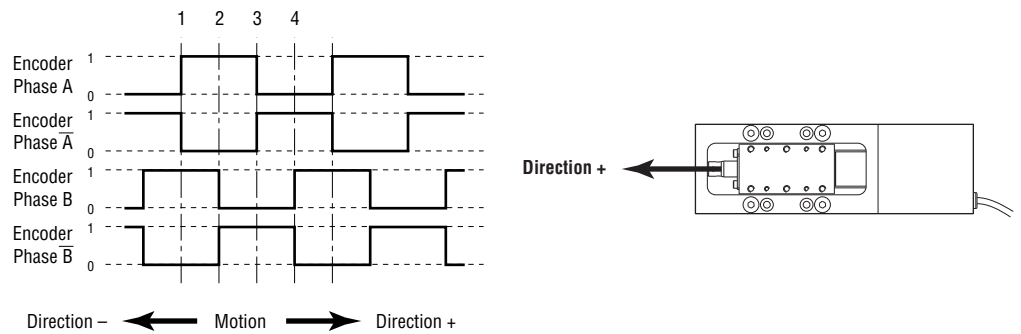 1 2 3 4
Encoder
Phase A
1
0
Encoder
Phase A̅
1
0
Encoder
Phase B
1
0
Encoder
Phase B̅
1
0
Direction – Motion Direction +
Direction +